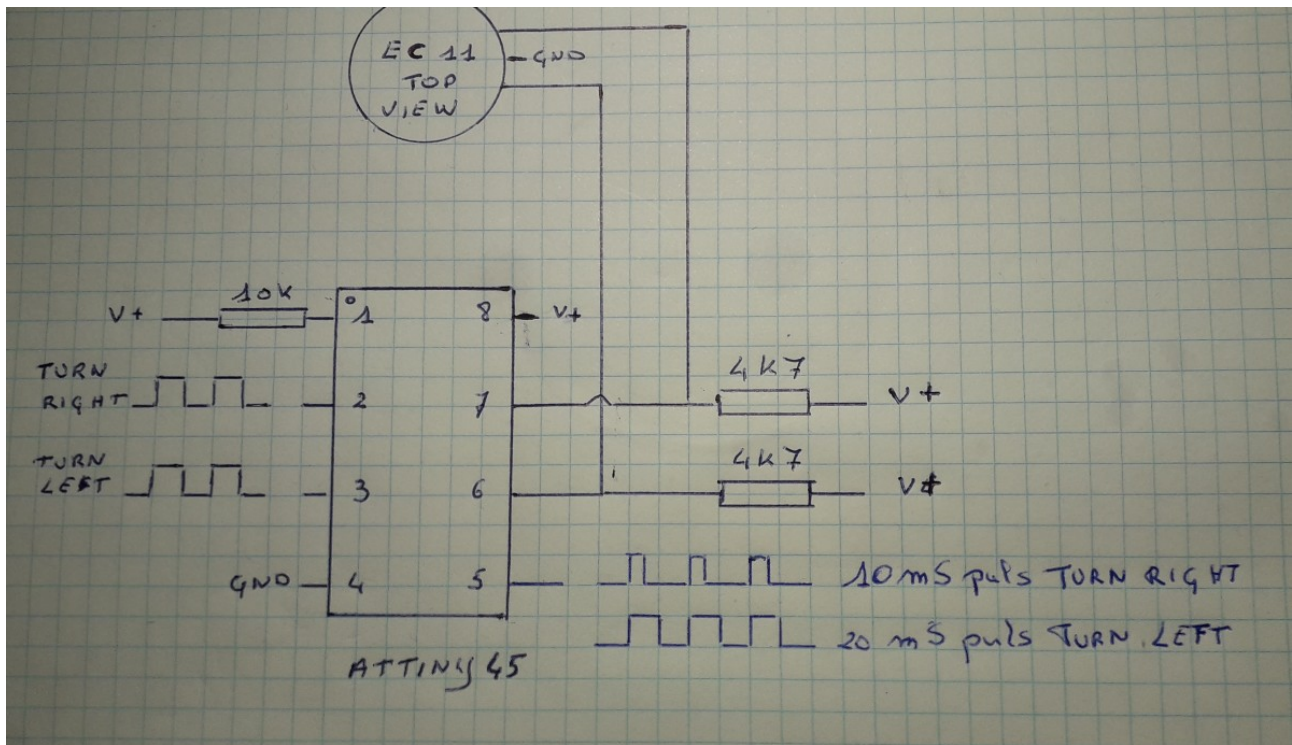 EC 11
TOP
VIEW
GND
10K
V+
1
8
V+
TURN
RIGHT
2
7
4K7
V+
TURN
LEFT
3
6
4K7
V+
GND
4
5
10 mS puls TURN RIGHT
20 mS puls TURN LEFT
ATTINY 45